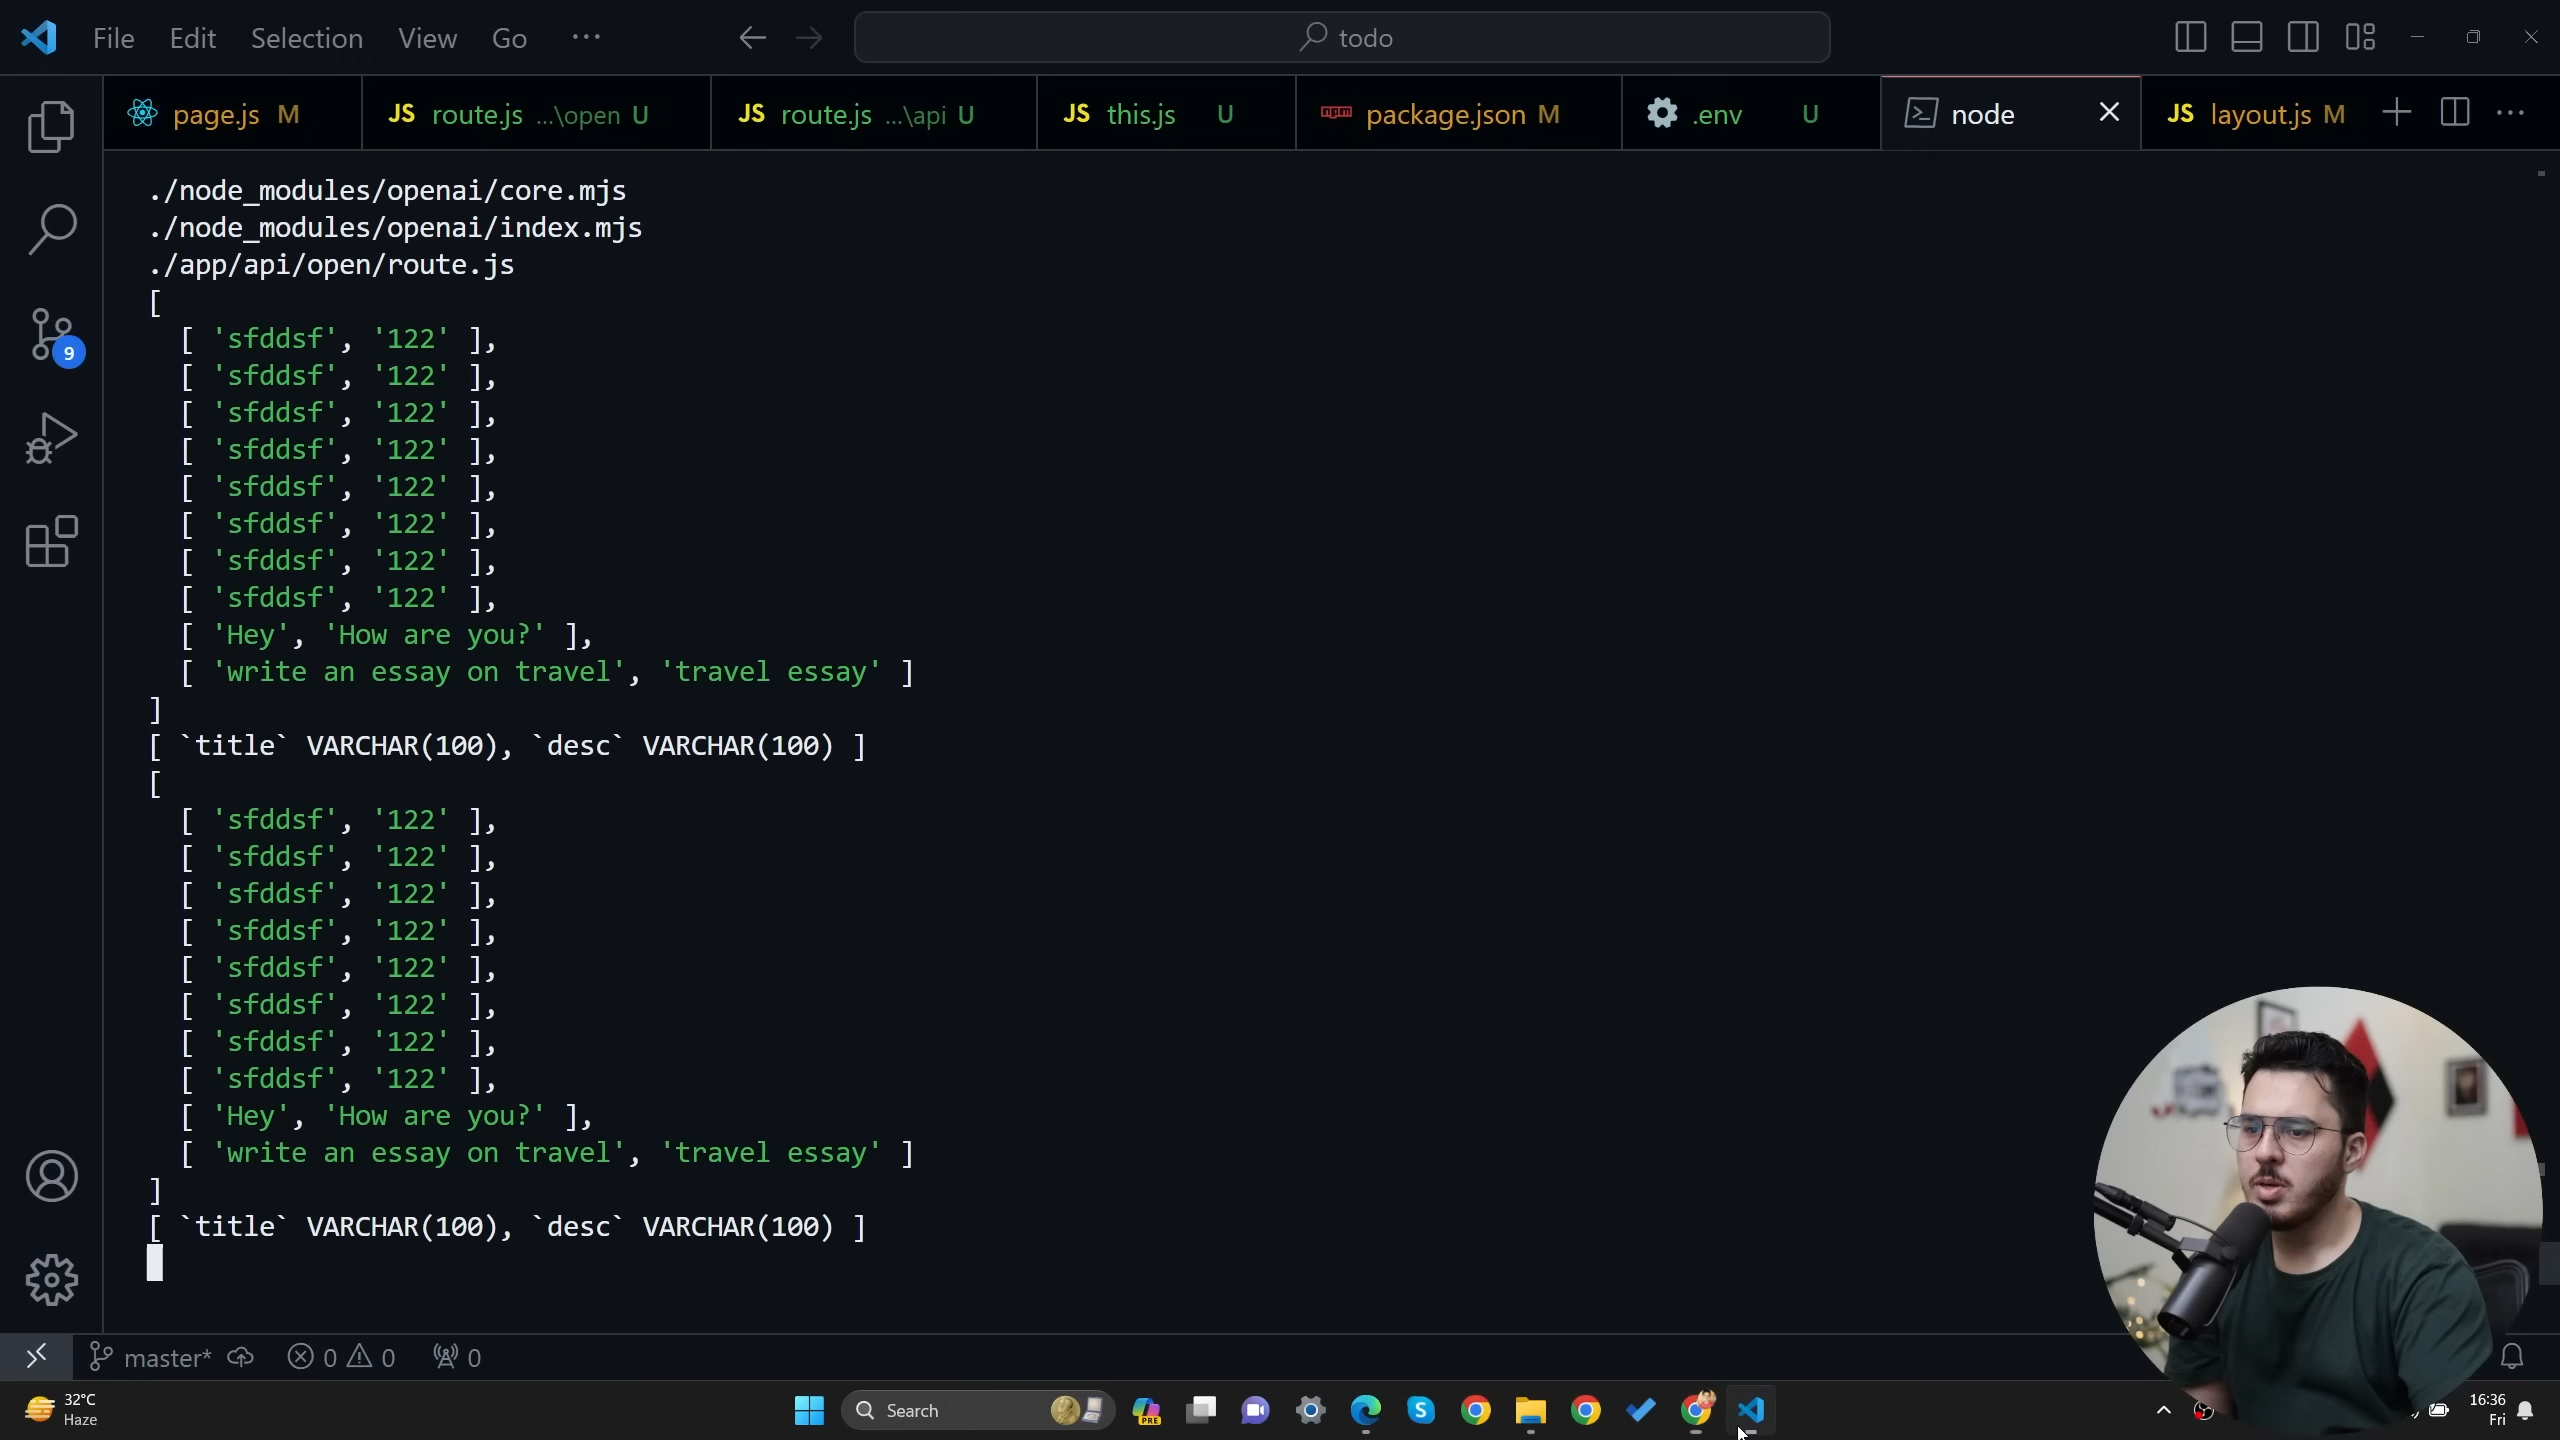 File Edit Selection View Go ··· todo
page.js M JS route.js ...\open U JS route.js ...\api U JS this.js U package.json M .env U node JS layout.js M
./node_modules/openai/core.mjs
./node_modules/openai/index.mjs
./app/api/open/route.js
[
[ 'sfddsf', '122' ],
[ 'sfddsf', '122' ],
[ 'sfddsf', '122' ],
[ 'sfddsf', '122' ],
[ 'sfddsf', '122' ],
[ 'sfddsf', '122' ],
[ 'sfddsf', '122' ],
[ 'sfddsf', '122' ],
[ 'Hey', 'How are you?' ],
[ 'write an essay on travel', 'travel essay' ]
]
[ `title` VARCHAR(100), `desc` VARCHAR(100) ]
[
[ 'sfddsf', '122' ],
[ 'sfddsf', '122' ],
[ 'sfddsf', '122' ],
[ 'sfddsf', '122' ],
[ 'sfddsf', '122' ],
[ 'sfddsf', '122' ],
[ 'sfddsf', '122' ],
[ 'sfddsf', '122' ],
[ 'Hey', 'How are you?' ],
[ 'write an essay on travel', 'travel essay' ]
]
[ `title` VARCHAR(100), `desc` VARCHAR(100) ]
9
master* 0 0 0
32°C
Haze
Search
PRE
16:36
Fri